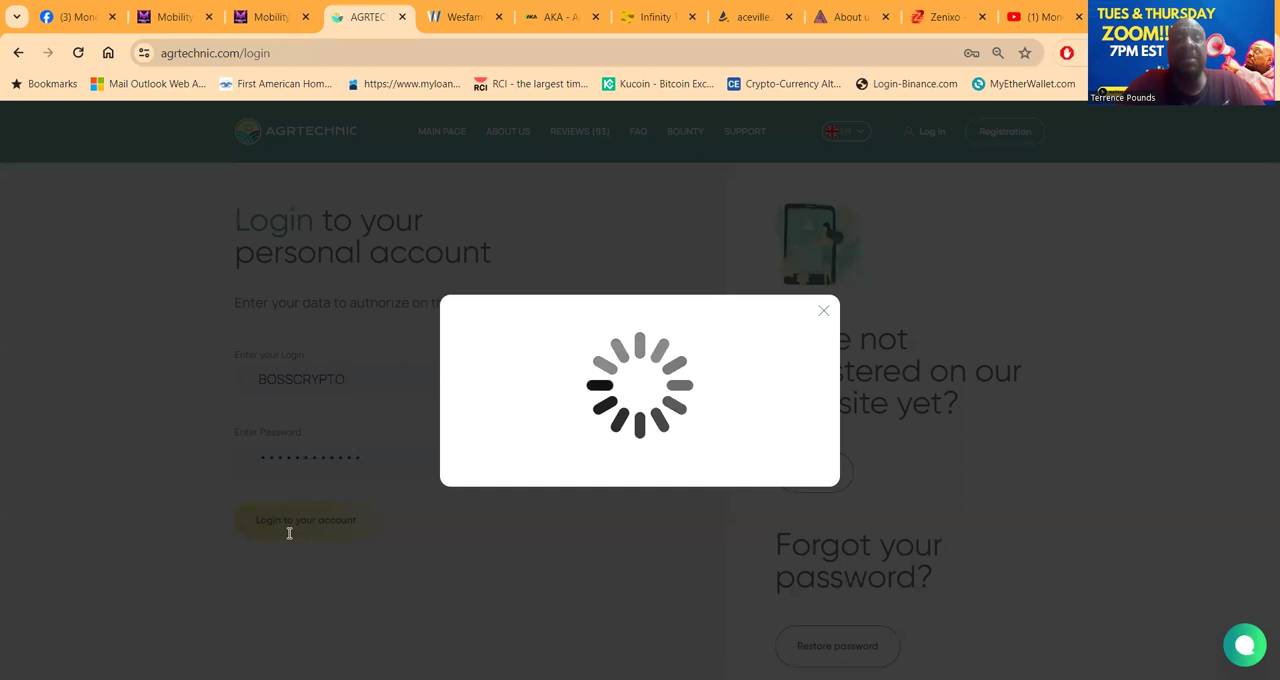 (3) Mone
Mobility
Mobility
AGRTEC
Wesfam
AKA - A
Infinity
aceville.
About u
Zenixo
(1) Mon
agrtechnic.com/login
Bookmarks
Mail Outlook Web A...
First American Hom...
https://www.myloan...
RCI - the largest tim...
Kucoin - Bitcoin Exc...
Crypto-Currency Alt...
Login-Binance.com
MyEtherWallet.com
TUES & THURSDAY
ZOOM!!!
7PM EST
Terrence Pounds
AGRTECHNIC
MAIN PAGE
ABOUT US
REVIEWS (93)
FAQ
BOUNTY
SUPPORT
EN
Log In
Registration
Login to your
personal account
Enter your data to authorize on th
Enter your Login
BOSSCRYPTO
Enter Password
Login to your account
e not
stered on our
site yet?
Forgot your
password?
Restore password